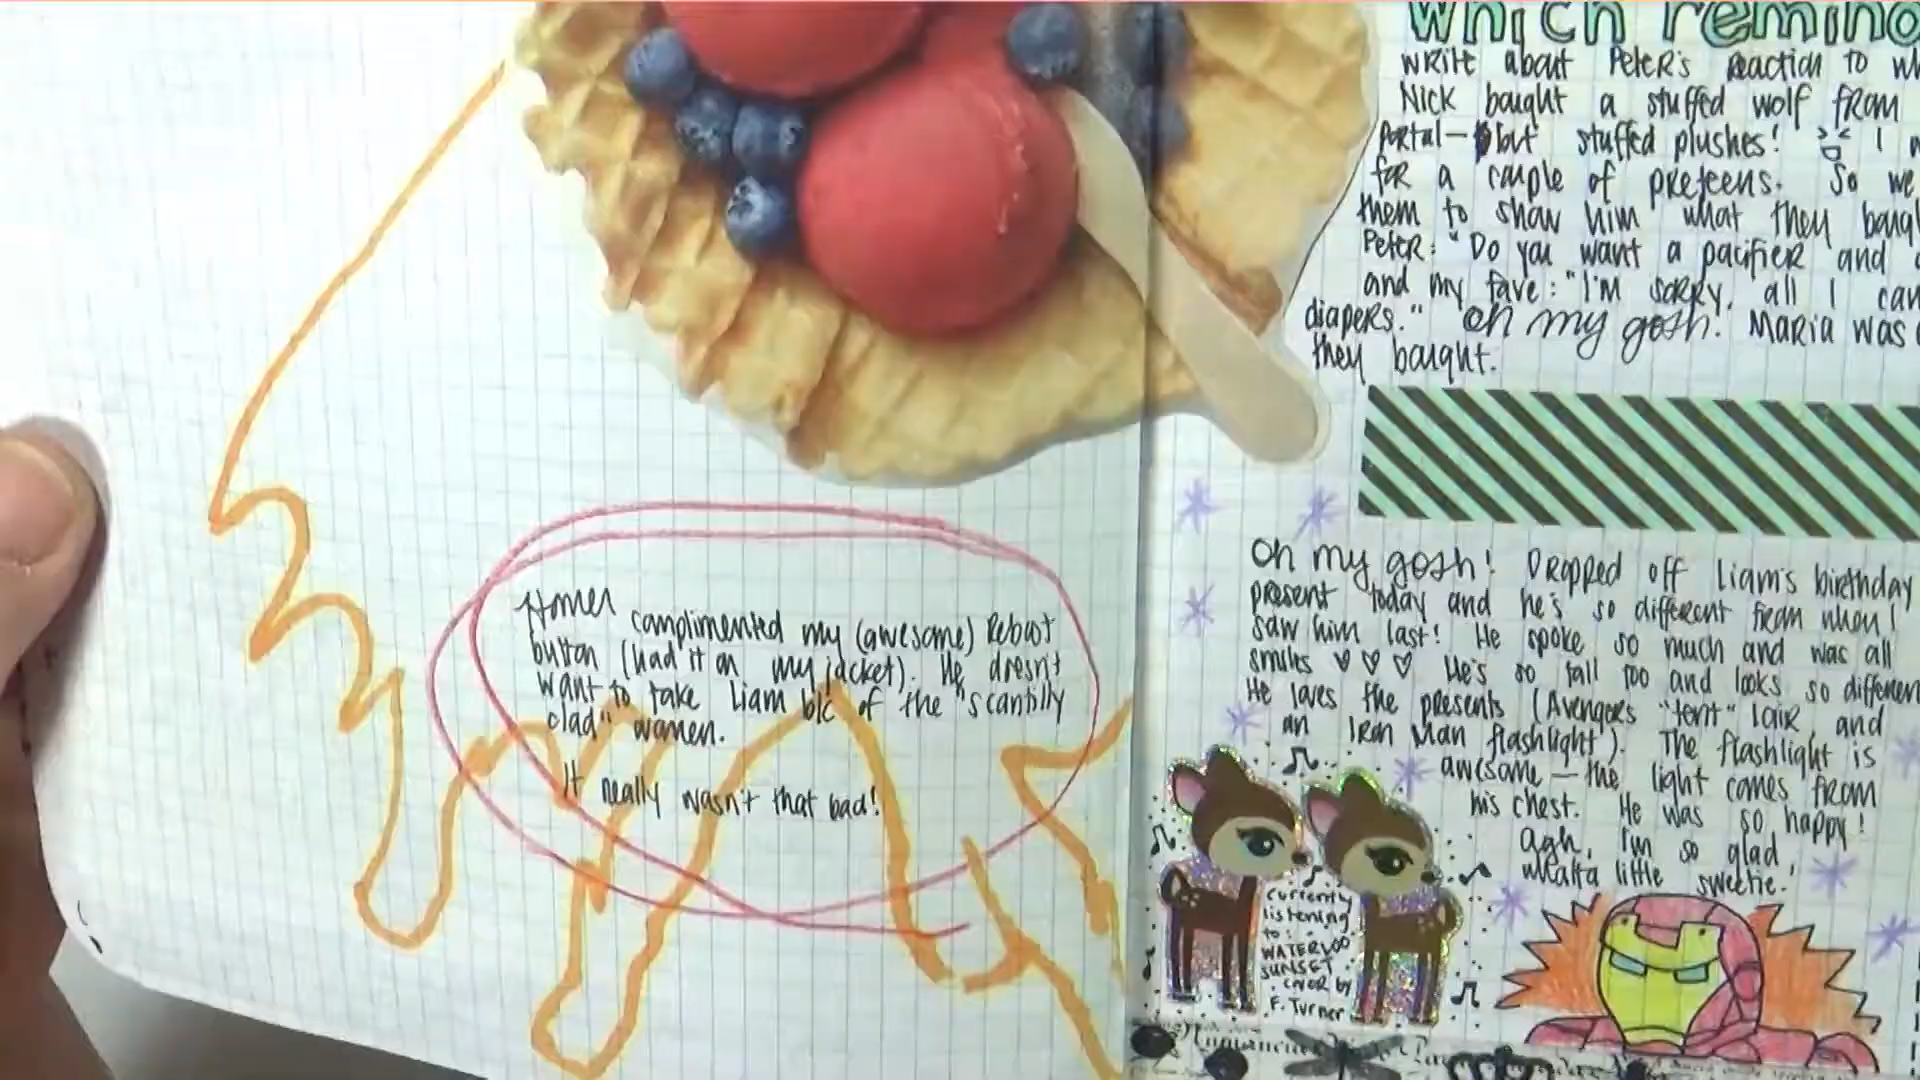 Homer complimented my (awesome) Reboot
button (had it on my jacket). He doesn't
want to take Liam b/c of the "scantilly
clad" women.
It really wasn't that bad!
which remin
write about Peter's reaction to
Nick bought a stuffed wolf from
portal— but stuffed plushes! I
for a couple of preteens. So we
them to show him what they
Peter: "Do you want a pacifier and
and my fave: "I'm sorry, all I
diapers." oh my gosh! Maria was
they bought.
oh my gosh! Dropped off Liam's birthday
present today and he's so different from when I
saw him last! He spoke so much and was all
smiles ♡ ♡ ♡ He's so tall too and looks so
He loves the presents (Avengers "tent" lair and
an Iron Man flashlight). The flashlight is
awesome — the light comes from
his chest. He was so happy!
agh, I'm so glad,
whatta little sweetie!
currently
listening
to:
WATERLOO
SUNSET
cover by
F. Turner